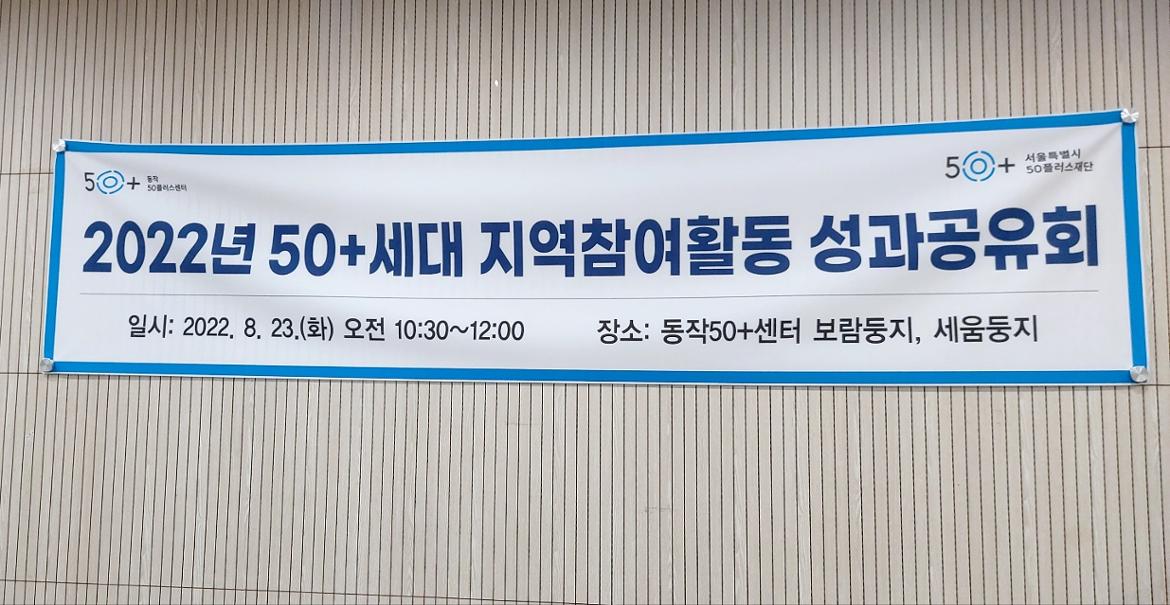 50+ 동작
50플러스센터
50+ 서울특별시
50플러스재단
2022년 50+세대 지역참여활동 성과공유회
일시: 2022. 8. 23.(화) 오전 10:30~12:00 장소: 동작50+센터 보람둥지, 세움둥지